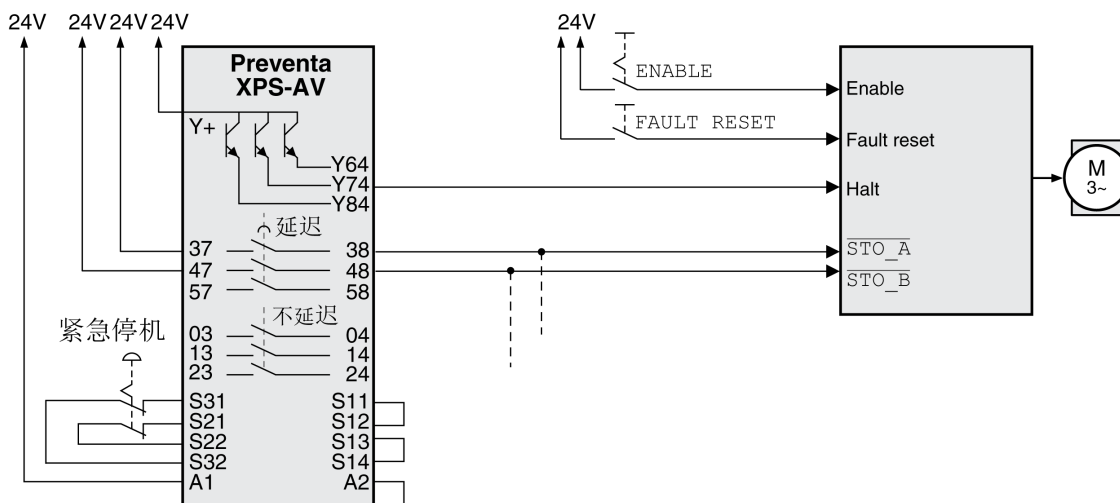 24V 24V 24V 24V
24V
Preventa
XPS-AV
ENABLE
Enable
Y+
FAULT RESET
Fault reset
M
3~
Y64
Y74
Halt
Y84
延迟
37 38
STO_A
47 48
STO_B
57 58
不延迟
紧急停机
03 04
13 14
23 24
S31 S11
S21 S12
S22 S13
S32 S14
A1 A2